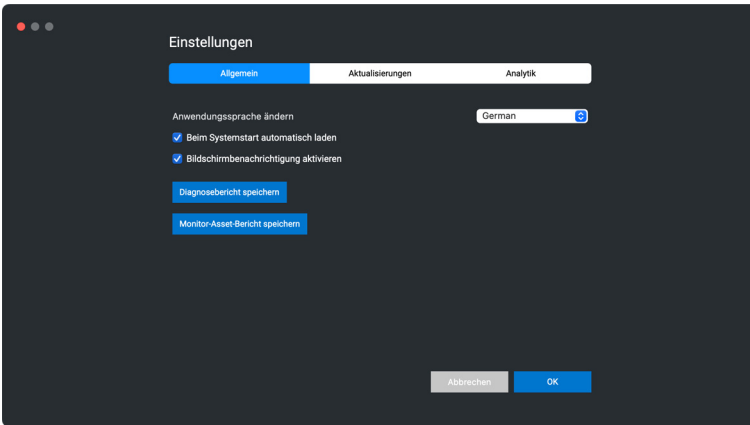 Einstellungen
Allgemein Aktualisierungen Analytik
Anwendungssprache ändern German
Beim Systemstart automatisch laden
Bildschirmbenachrichtigung aktivieren
Diagnosebericht speichern
Monitor-Asset-Bericht speichern
Abbrechen OK